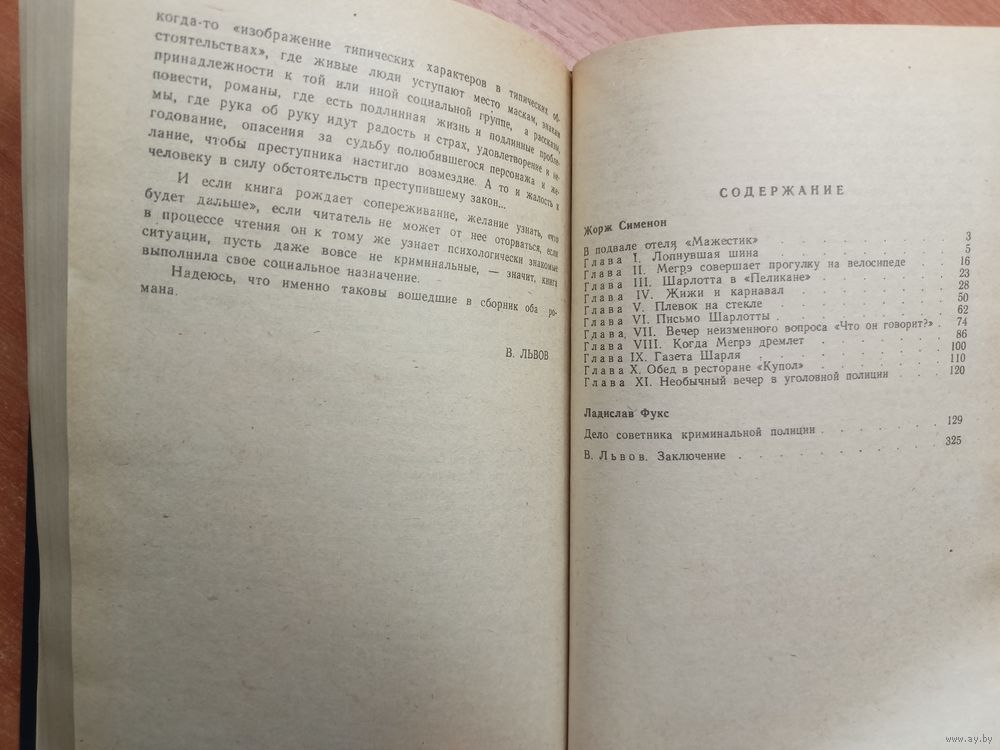 когда-то «изображение типических характеров в типических об-
стоятельствах», где живые люди уступают место маскам, знакам
принадлежности к той или иной социальной группе, а рассказы,
повести, романы, где есть подлинная жизнь и подлинные пробле-
мы, где рука об руку идут радость и страх, удовлетворение и не-
годование, опасения за судьбу полюбившегося персонажа и же-
лание, чтобы преступника настигло возмездие. А то и жалость к
человеку в силу обстоятельств преступившему закон...
И если книга рождает сопереживание, желание узнать, «что
будет дальше», если читатель не может от нее оторваться, если
в процессе чтения он к тому же узнает психологически знакомые
ситуации, пусть даже вовсе не криминальные, — значит, книга
выполнила свое социальное назначение.
Надеюсь, что именно таковы вошедшие в сборник оба ро-
мана.
В. ЛЬВОВ
СОДЕРЖАНИЕ
Жорж Сименон
В подвале отеля «Мажестик» . . . . . . . 3
Глава I. Лопнувшая шина . . . . . . . 5
Глава II. Мегрэ совершает прогулку на велосипеде . . 16
Глава III. Шарлотта в «Пеликане» . . . . . 23
Глава IV. Жижи и карнавал . . . . . . 28
Глава V. Плевок на стекле . . . . . . 50
Глава VI. Письмо Шарлотты . . . . . . 62
Глава VII. Вечер неизменного вопроса «Что он говорит?» . 74
Глава VIII. Когда Мегрэ дремлет . . . . . 86
Глава IX. Газета Шарля . . . . . . . 100
Глава X. Обед в ресторане «Купол» . . . . . 110
Глава XI. Необычный вечер в уголовной полиции . . . 120
Ладислав Фукс
Дело советника криминальной полиции . . . . . 129
В. Львов. Заключение . . . . . . . . 325
www.ay.by